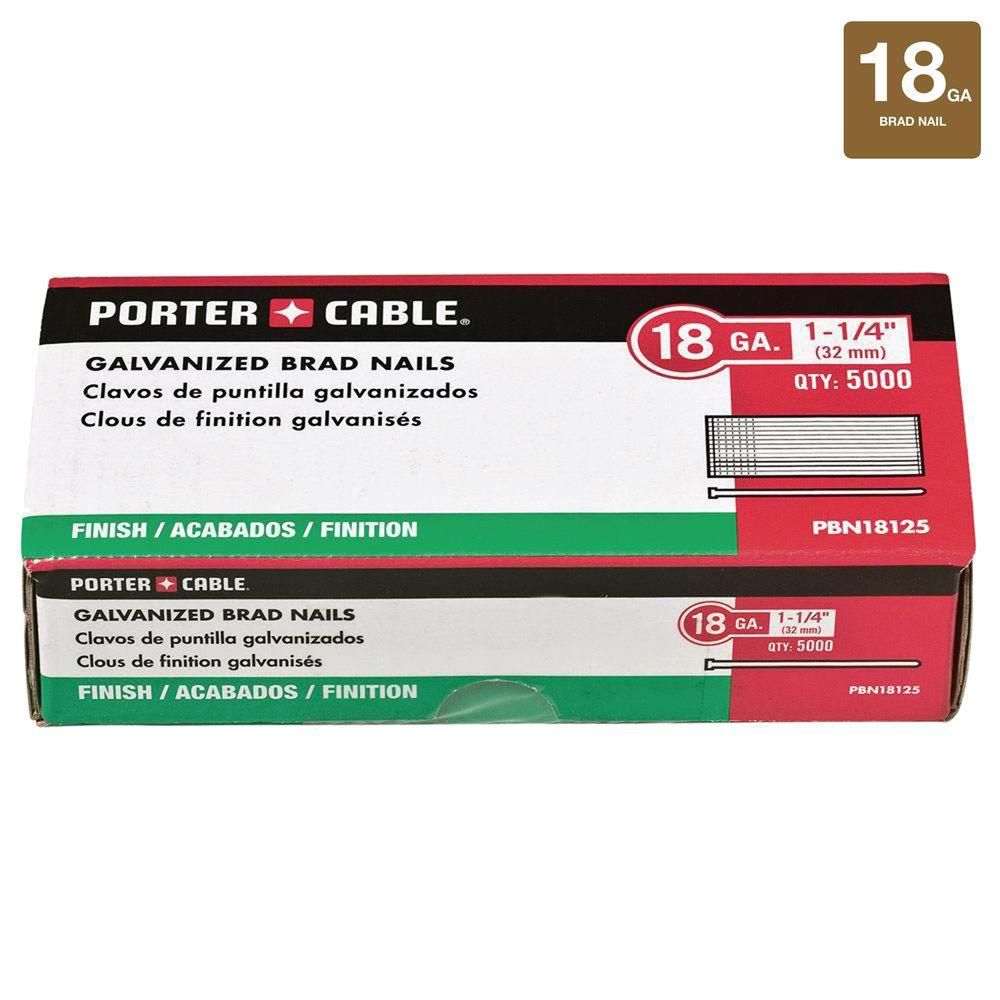 18 GA
BRAD NAIL
PORTER CABLE®
GALVANIZED BRAD NAILS
Clavos de puntilla galvanizados
Clous de finition galvanisés
18 GA. 1-1/4"
(32 mm)
QTY: 5000
FINISH / ACABADOS / FINITION
PBN18125
PORTER CABLE
GALVANIZED BRAD NAILS
Clavos de puntilla galvanizados
Clous de finition galvanisés
18 GA. 1-1/4"
(32 mm)
QTY: 5000
FINISH / ACABADOS / FINITION
PBN18125